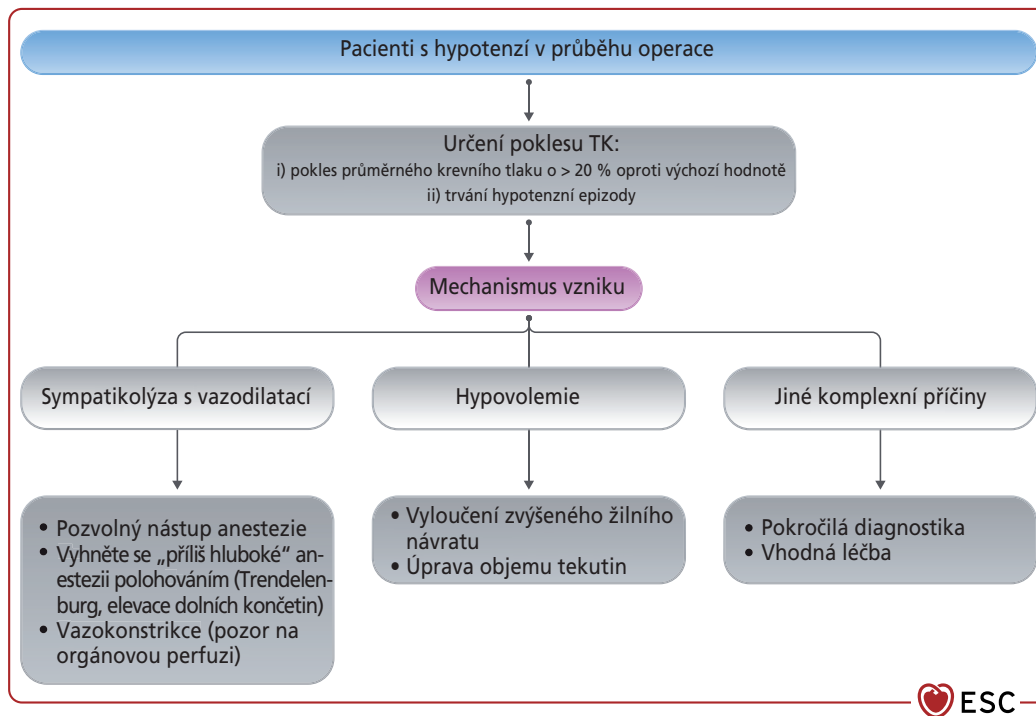 Pacienti s hypotenzí v průběhu operace
Určení poklesu TK:
i) pokles průměrného krevního tlaku o > 20 % oproti výchozí hodnotě
ii) trvání hypotenzní epizody
Mechanismus vzniku
Sympatikolýza s vazodilatací
Hypovolemie
Jiné komplexní příčiny
• Pozvolný nástup anestezie
• Vyhněte se „příliš hluboké“ an-
estezii polohováním (Trendelen-
burg, elevace dolních končetin)
• Vazokonstrikce (pozor na
orgánovou perfuzi)
• Vyloučení zvýšeného žilního
návratu
• Úprava objemu tekutin
• Pokročilá diagnostika
• Vhodná léčba
ESC